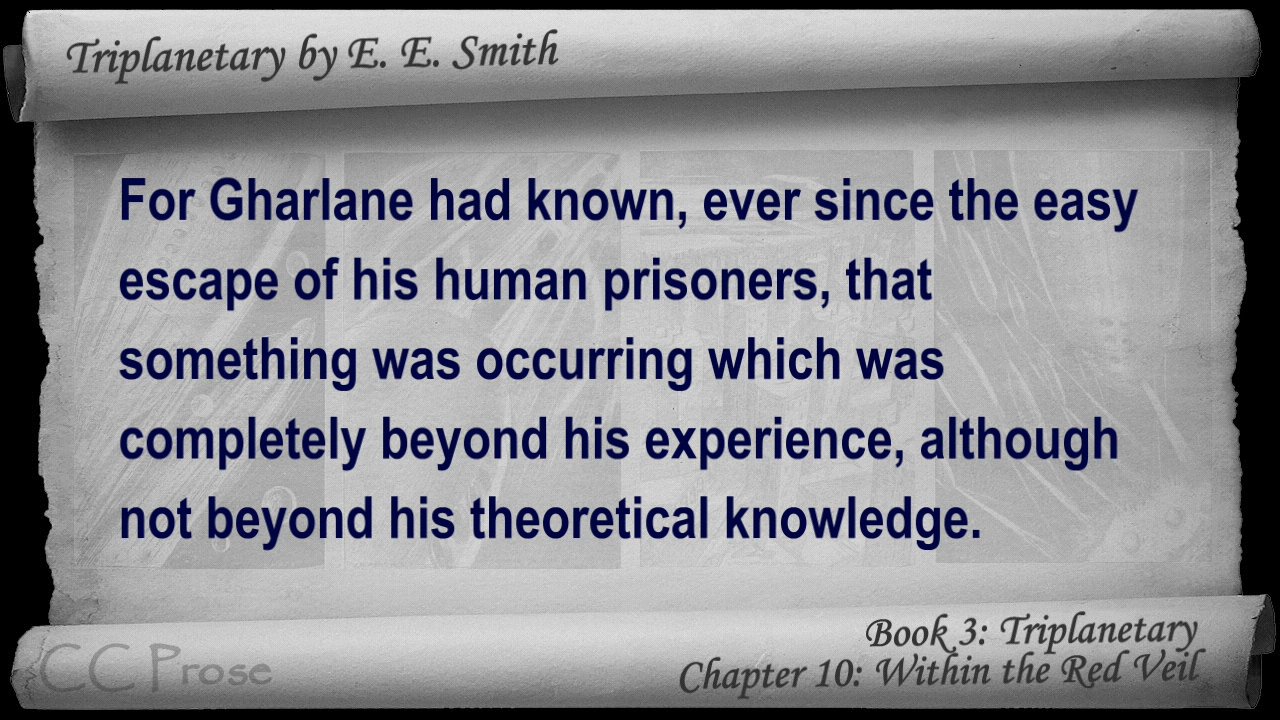 Triplanetary by E. E. Smith
For Gharlane had known, ever since the easy
escape of his human prisoners, that
something was occurring which was
completely beyond his experience, although
not beyond his theoretical knowledge.
Book 3: Triplanetary
Chapter 10: Within the Red Veil
CC Prose